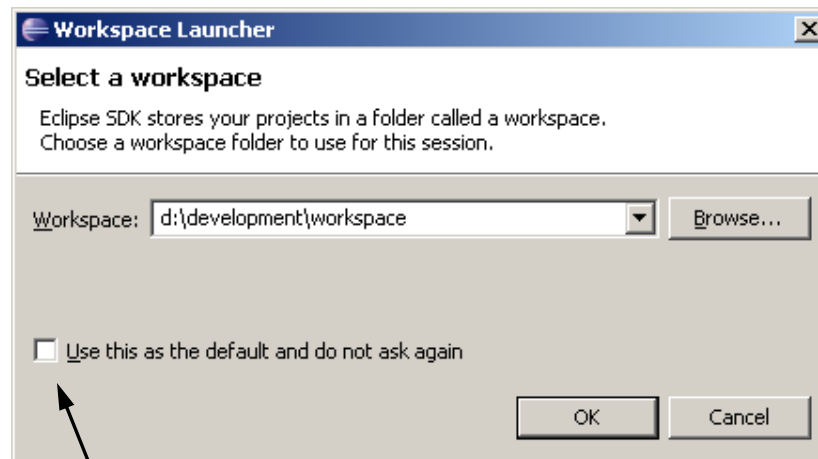 Workspace Launcher
Select a workspace
Eclipse SDK stores your projects in a folder called a workspace.
Choose a workspace folder to use for this session.
Workspace: d:\development\workspace Browse...
Use this as the default and do not ask again
OK Cancel